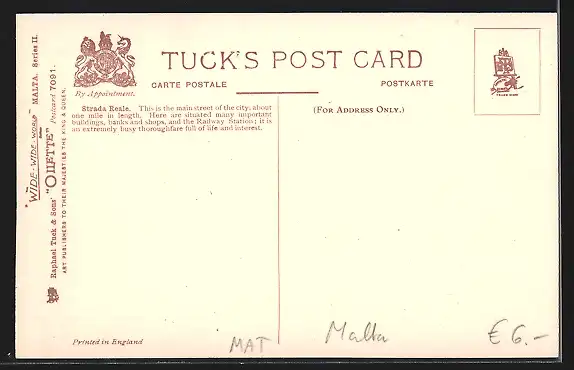 "WIDE-WIDE-WORLD" MALTA. Series II.
Raphael Tuck & Sons' "OILETTE" Postcard 7091.
ART PUBLISHERS TO THEIR MAJESTIES THE KING & QUEEN.
By Appointment.
TUCK'S POST CARD
CARTE POSTALE
POSTKARTE
(FOR ADDRESS ONLY.)
Strada Reale. This is the main street of the city, about
one mile in length. Here are situated many important
buildings, banks and shops, and the Railway Station; it is
an extremely busy thoroughfare full of life and interest.
Printed in England
MAT
Malta
€ 6.-